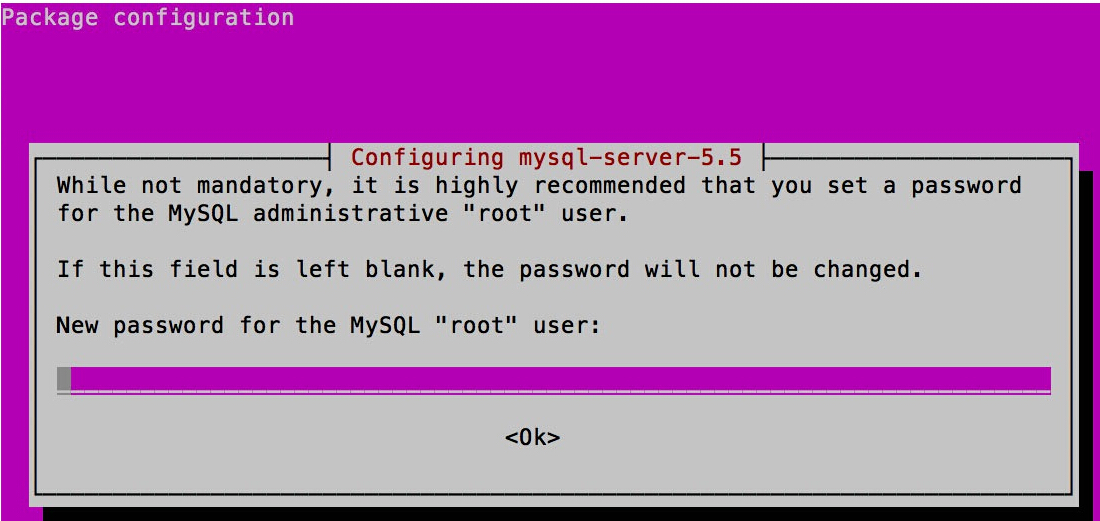 Package configuration
Configuring mysql-server-5.5
While not mandatory, it is highly recommended that you set a password
for the MySQL administrative "root" user.
If this field is left blank, the password will not be changed.
New password for the MySQL "root" user:
<Ok>